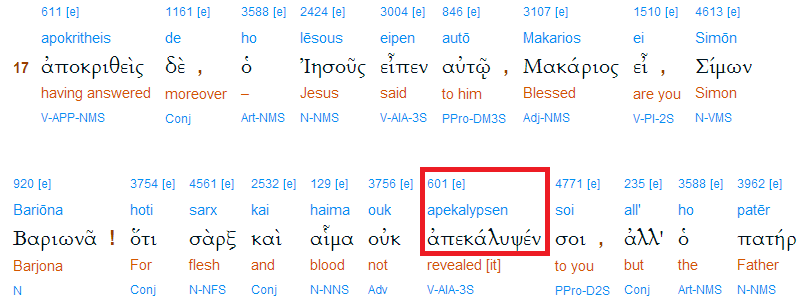 611 [e] 1161 [e] 3588 [e] 2424 [e] 3004 [e] 846 [e] 3107 [e] 1510 [e] 4613 [e]
apokritheis de ho Iēsous eipen autō Makarios ei Simōn
17 ἀποκριθεὶς δὲ , ὁ Ἰησοῦς εἶπεν αὐτῷ , Μακάριος εἶ , Σίμων
having answered moreover – Jesus said to him Blessed are you Simon
V-APP-NMS Conj Art-NMS N-NMS V-AIA-3S PPro-DM3S Adj-NMS V-PI-2S N-VMS
920 [e] 3754 [e] 4561 [e] 2532 [e] 129 [e] 3756 [e] 601 [e] 4771 [e] 235 [e] 3588 [e] 3962 [e]
Bariōna hoti sarx kai haima ouk apekalypsen soi all' ho patēr
Βαριωνᾶ ! ὅτι σὰρξ καὶ αἷμα οὐκ ἀπεκάλυψέν σοι , ἀλλ' ὁ πατήρ
Barjona For flesh and blood not revealed [it] to you but the Father
N Conj N-NFS Conj N-NNS Adv V-AIA-3S PPro-D2S Conj Art-NMS N-NMS